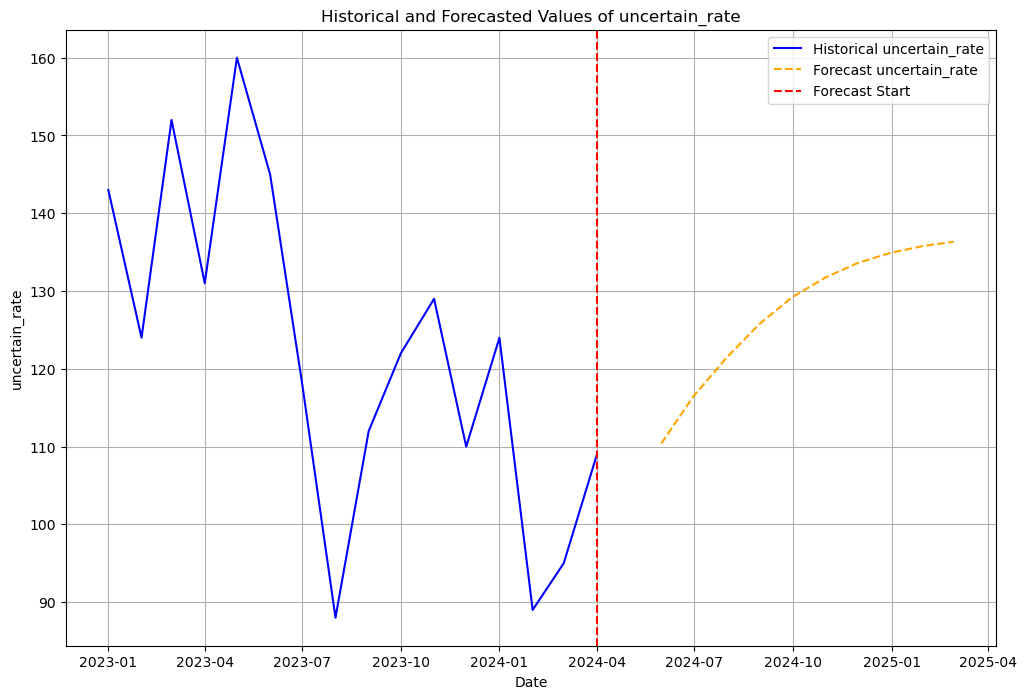 Historical and Forecasted Values of uncertain_rate
Historical uncertain_rate
Forecast uncertain_rate
Forecast Start
uncertain_rate
160
150
140
130
120
110
100
90
2023-01 2023-04 2023-07 2023-10 2024-01 2024-04 2024-07 2024-10 2025-01 2025-04
Date